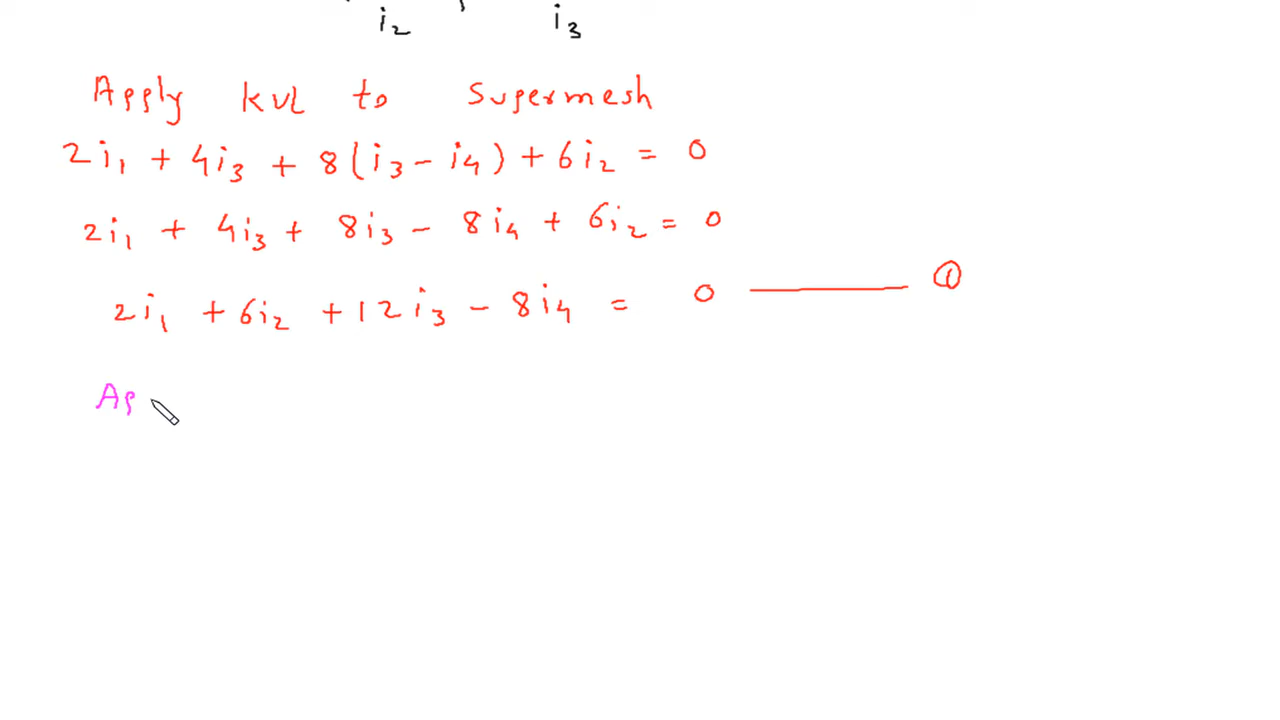 i₂ i₃
Apply kVL to Supermesh
2i₁ + 4i₃ + 8(i₃ - i₄) + 6i₂ = 0
2i₁ + 4i₃ + 8i₃ - 8i₄ + 6i₂ = 0
2i₁ + 6i₂ + 12i₃ - 8i₄ = 0 ——— ①
Ap